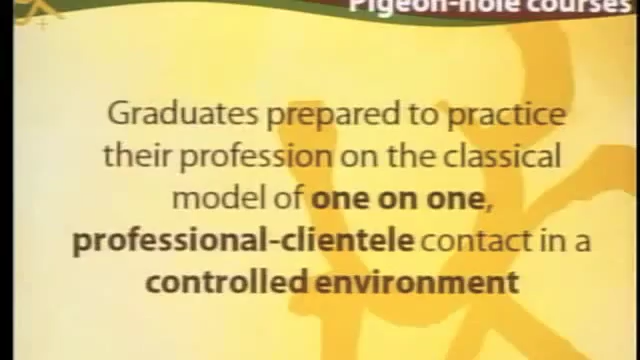 Pigeon-hole courses
Graduates prepared to practice
their profession on the classical
model of one on one,
professional-clientele contact in a
controlled environment